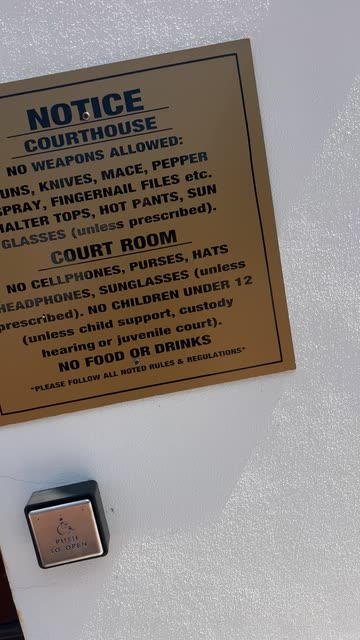 NOTICE
COURTHOUSE
NO WEAPONS ALLOWED:
UNS, KNIVES, MACE, PEPPER
SPRAY, FINGERNAIL FILES etc.
HALTER TOPS, HOT PANTS, SUN
GLASSES (unless prescribed).
COURT ROOM
NO CELLPHONES, PURSES, HATS
HEADPHONES, SUNGLASSES (unless
prescribed). NO CHILDREN UNDER 12
(unless child support, custody
hearing or juvenile court).
NO FOOD OR DRINKS
"PLEASE FOLLOW ALL NOTED RULES & REGULATIONS"
PUSH
TO OPEN